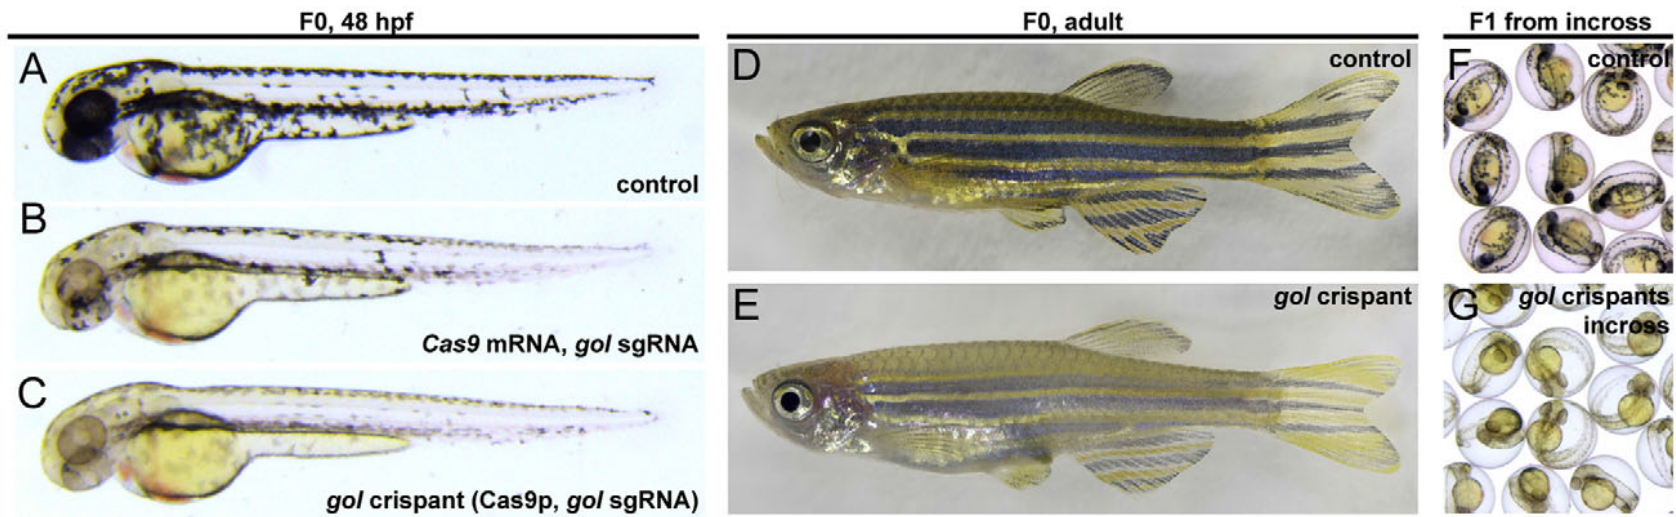 F0, 48 hpf
A
control
B
Cas9 mRNA, gol sgRNA
C
gol crispant (Cas9p, gol sgRNA)
F0, adult
D
control
E
gol crispant
F1 from incross
F
control
G
gol crispants
incross